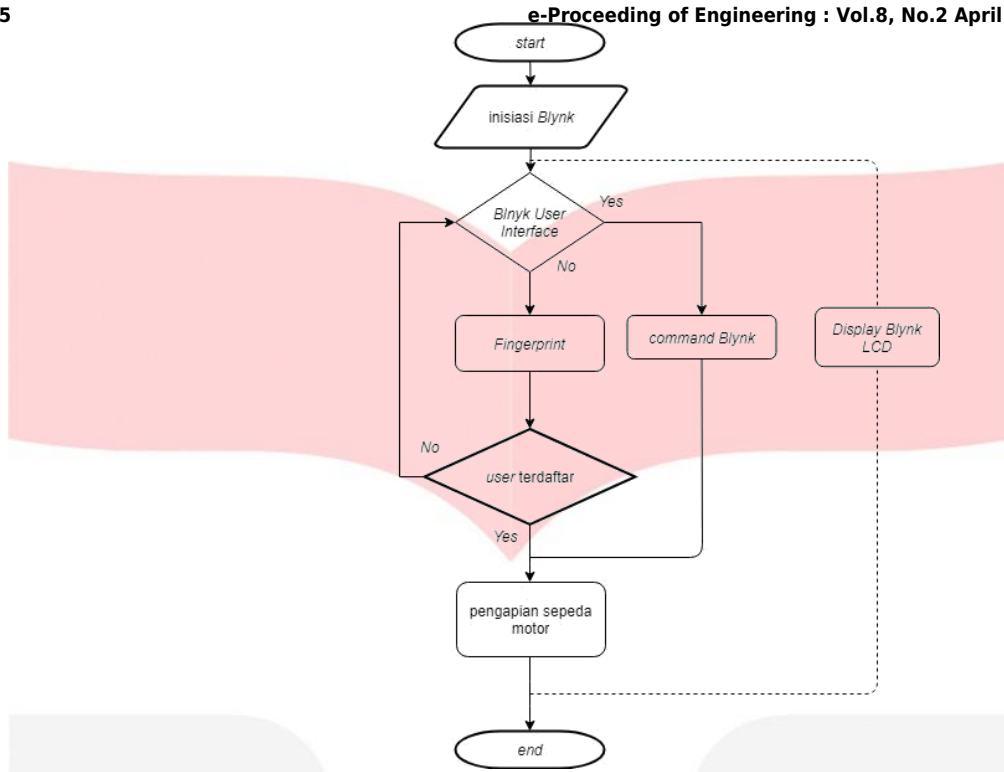 5
e-Proceeding of Engineering : Vol.8, No.2 April
start
inisiasi Blynk
Blnyk User
Interface
Yes
No
Fingerprint
command Blynk
Display Blynk
LCD
No
user terdaftar
Yes
pengapian sepeda
motor
end